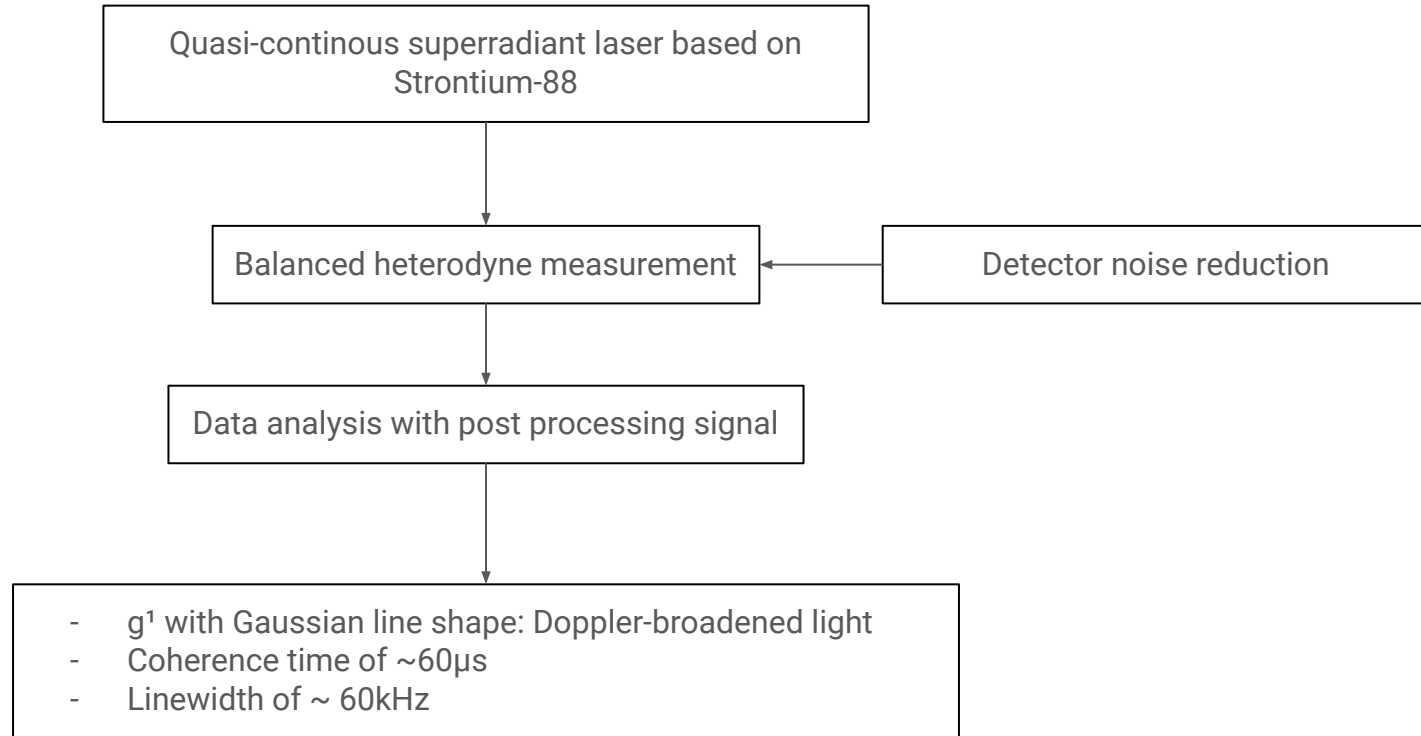 Quasi-continous superradiant laser based on
Strontium-88
Balanced heterodyne measurement
Detector noise reduction
Data analysis with post processing signal
- g¹ with Gaussian line shape: Doppler-broadened light
- Coherence time of ~60μs
- Linewidth of ~ 60kHz